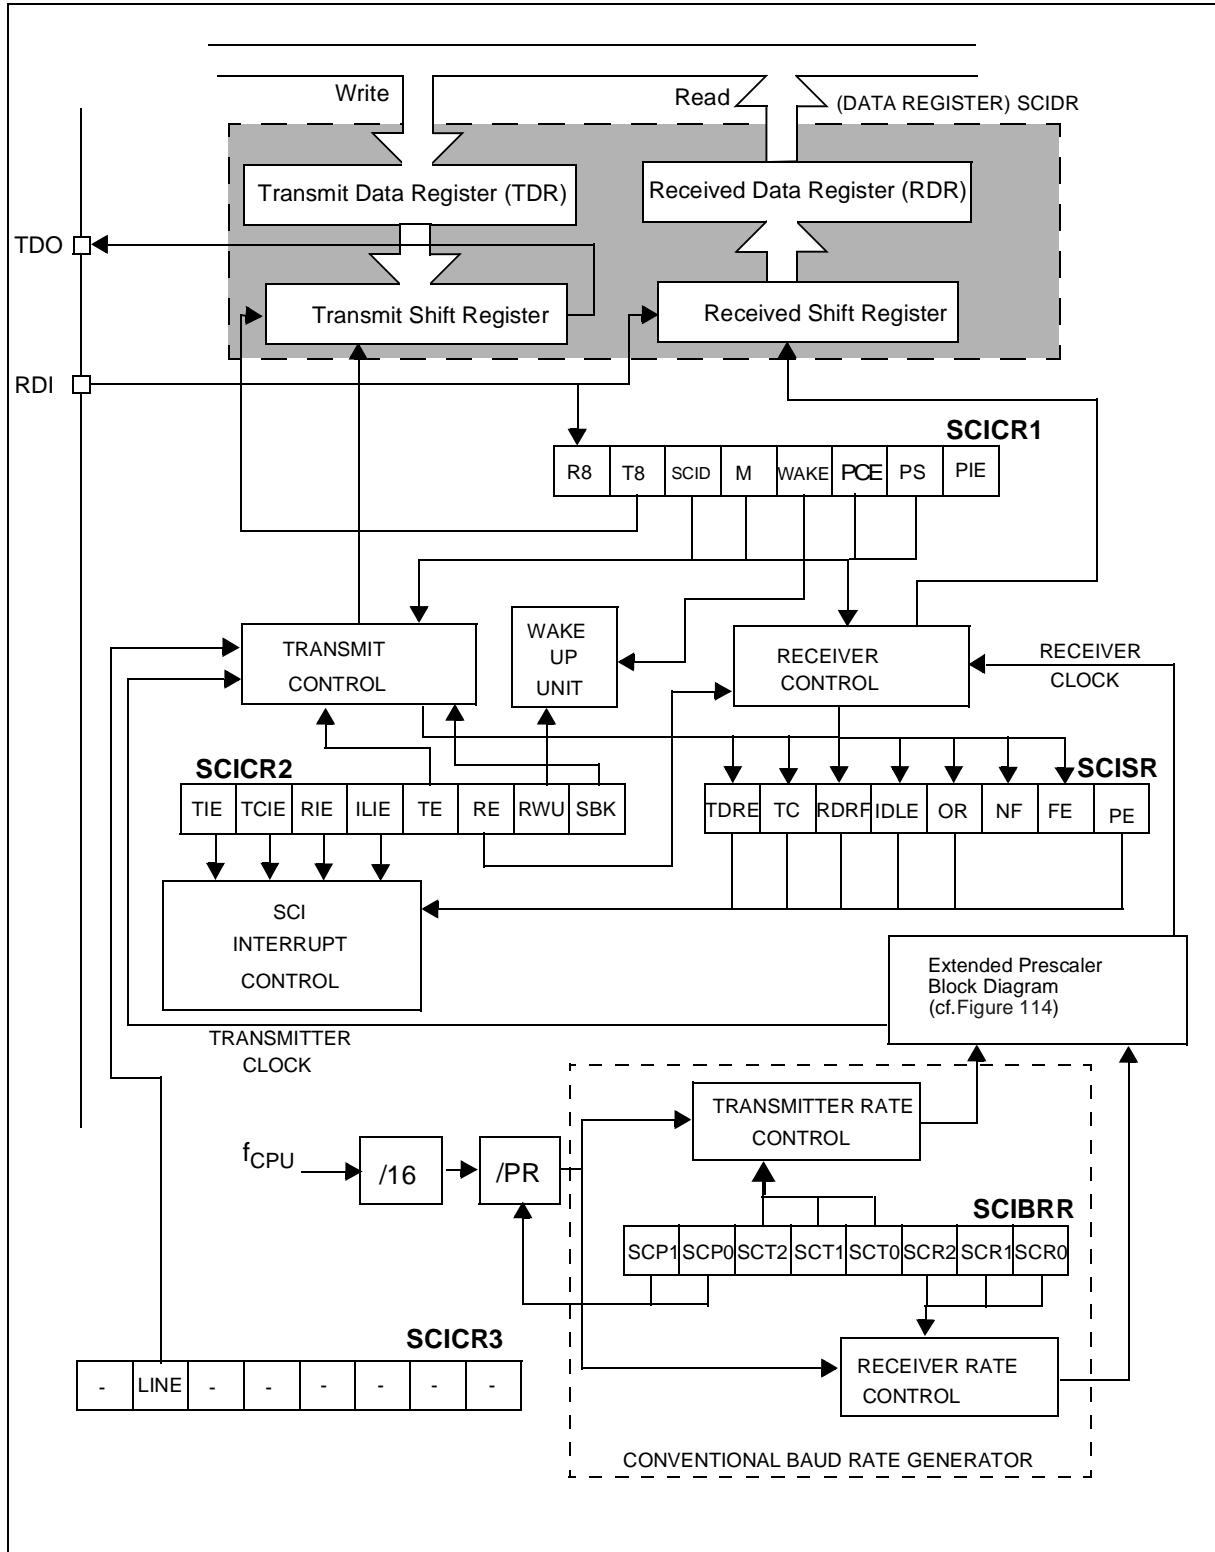 Write
Read
(DATA REGISTER) SCIDR
Transmit Data Register (TDR)
Received Data Register (RDR)
TDO
Transmit Shift Register
Received Shift Register
RDI
SCICR1
R8 T8 SCID M WAKE PCE PS PIE
TRANSMIT
CONTROL
WAKE
UP
UNIT
RECEIVER
CONTROL
RECEIVER
CLOCK
SCICR2
TIE TCIE RIE ILIE TE RE RWU SBK
SCISR
TDRE TC RDRF IDLE OR NF FE PE
SCI
INTERRUPT
CONTROL
Extended Prescaler
Block Diagram
(cf.Figure 114)
TRANSMITTER
CLOCK
TRANSMITTER RATE
CONTROL
fCPU
/16
/PR
SCIBRR
SCP1 SCP0 SCT2 SCT1 SCT0 SCR2 SCR1 SCR0
SCICR3
- LINE - - - - - -
RECEIVER RATE
CONTROL
CONVENTIONAL BAUD RATE GENERATOR